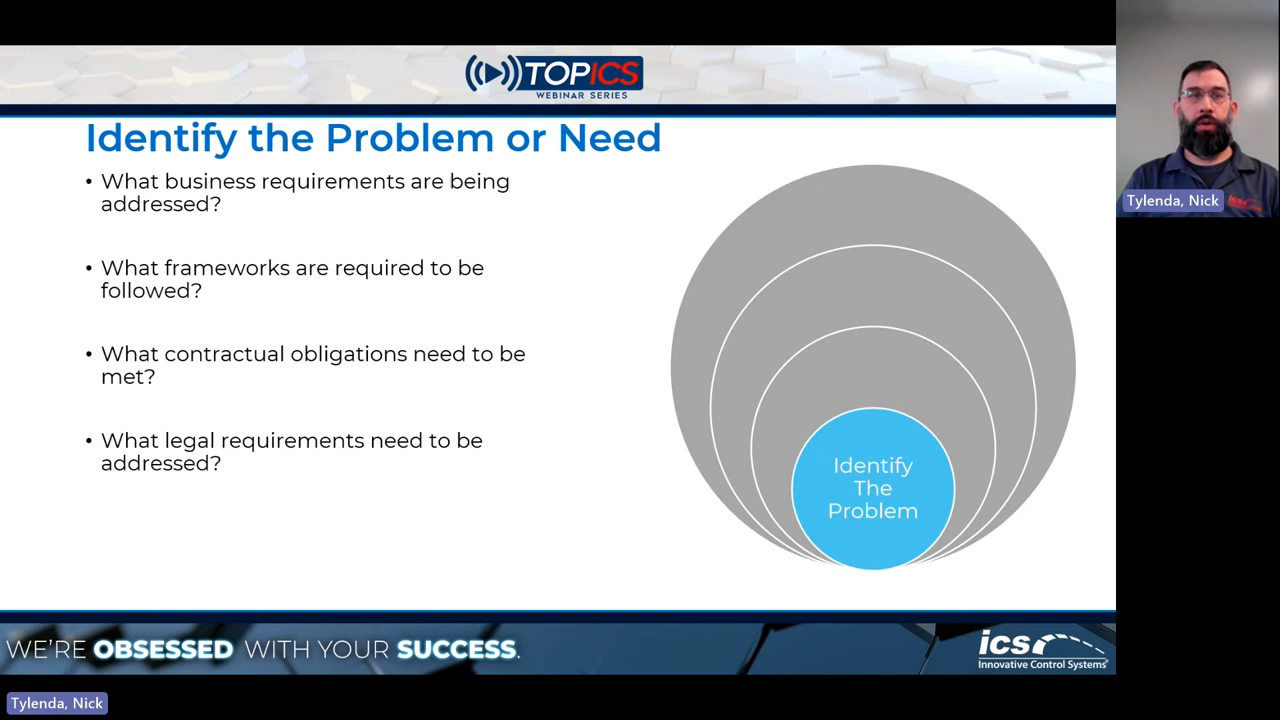 TOPICS
WEBINAR SERIES
Identify the Problem or Need
• What business requirements are being
addressed?
• What frameworks are required to be
followed?
• What contractual obligations need to be
met?
• What legal requirements need to be
addressed?
Identify
The
Problem
WE'RE OBSESSED WITH YOUR SUCCESS.
ics
Innovative Control Systems®
Tylenda, Nick
ics
Tylenda, Nick